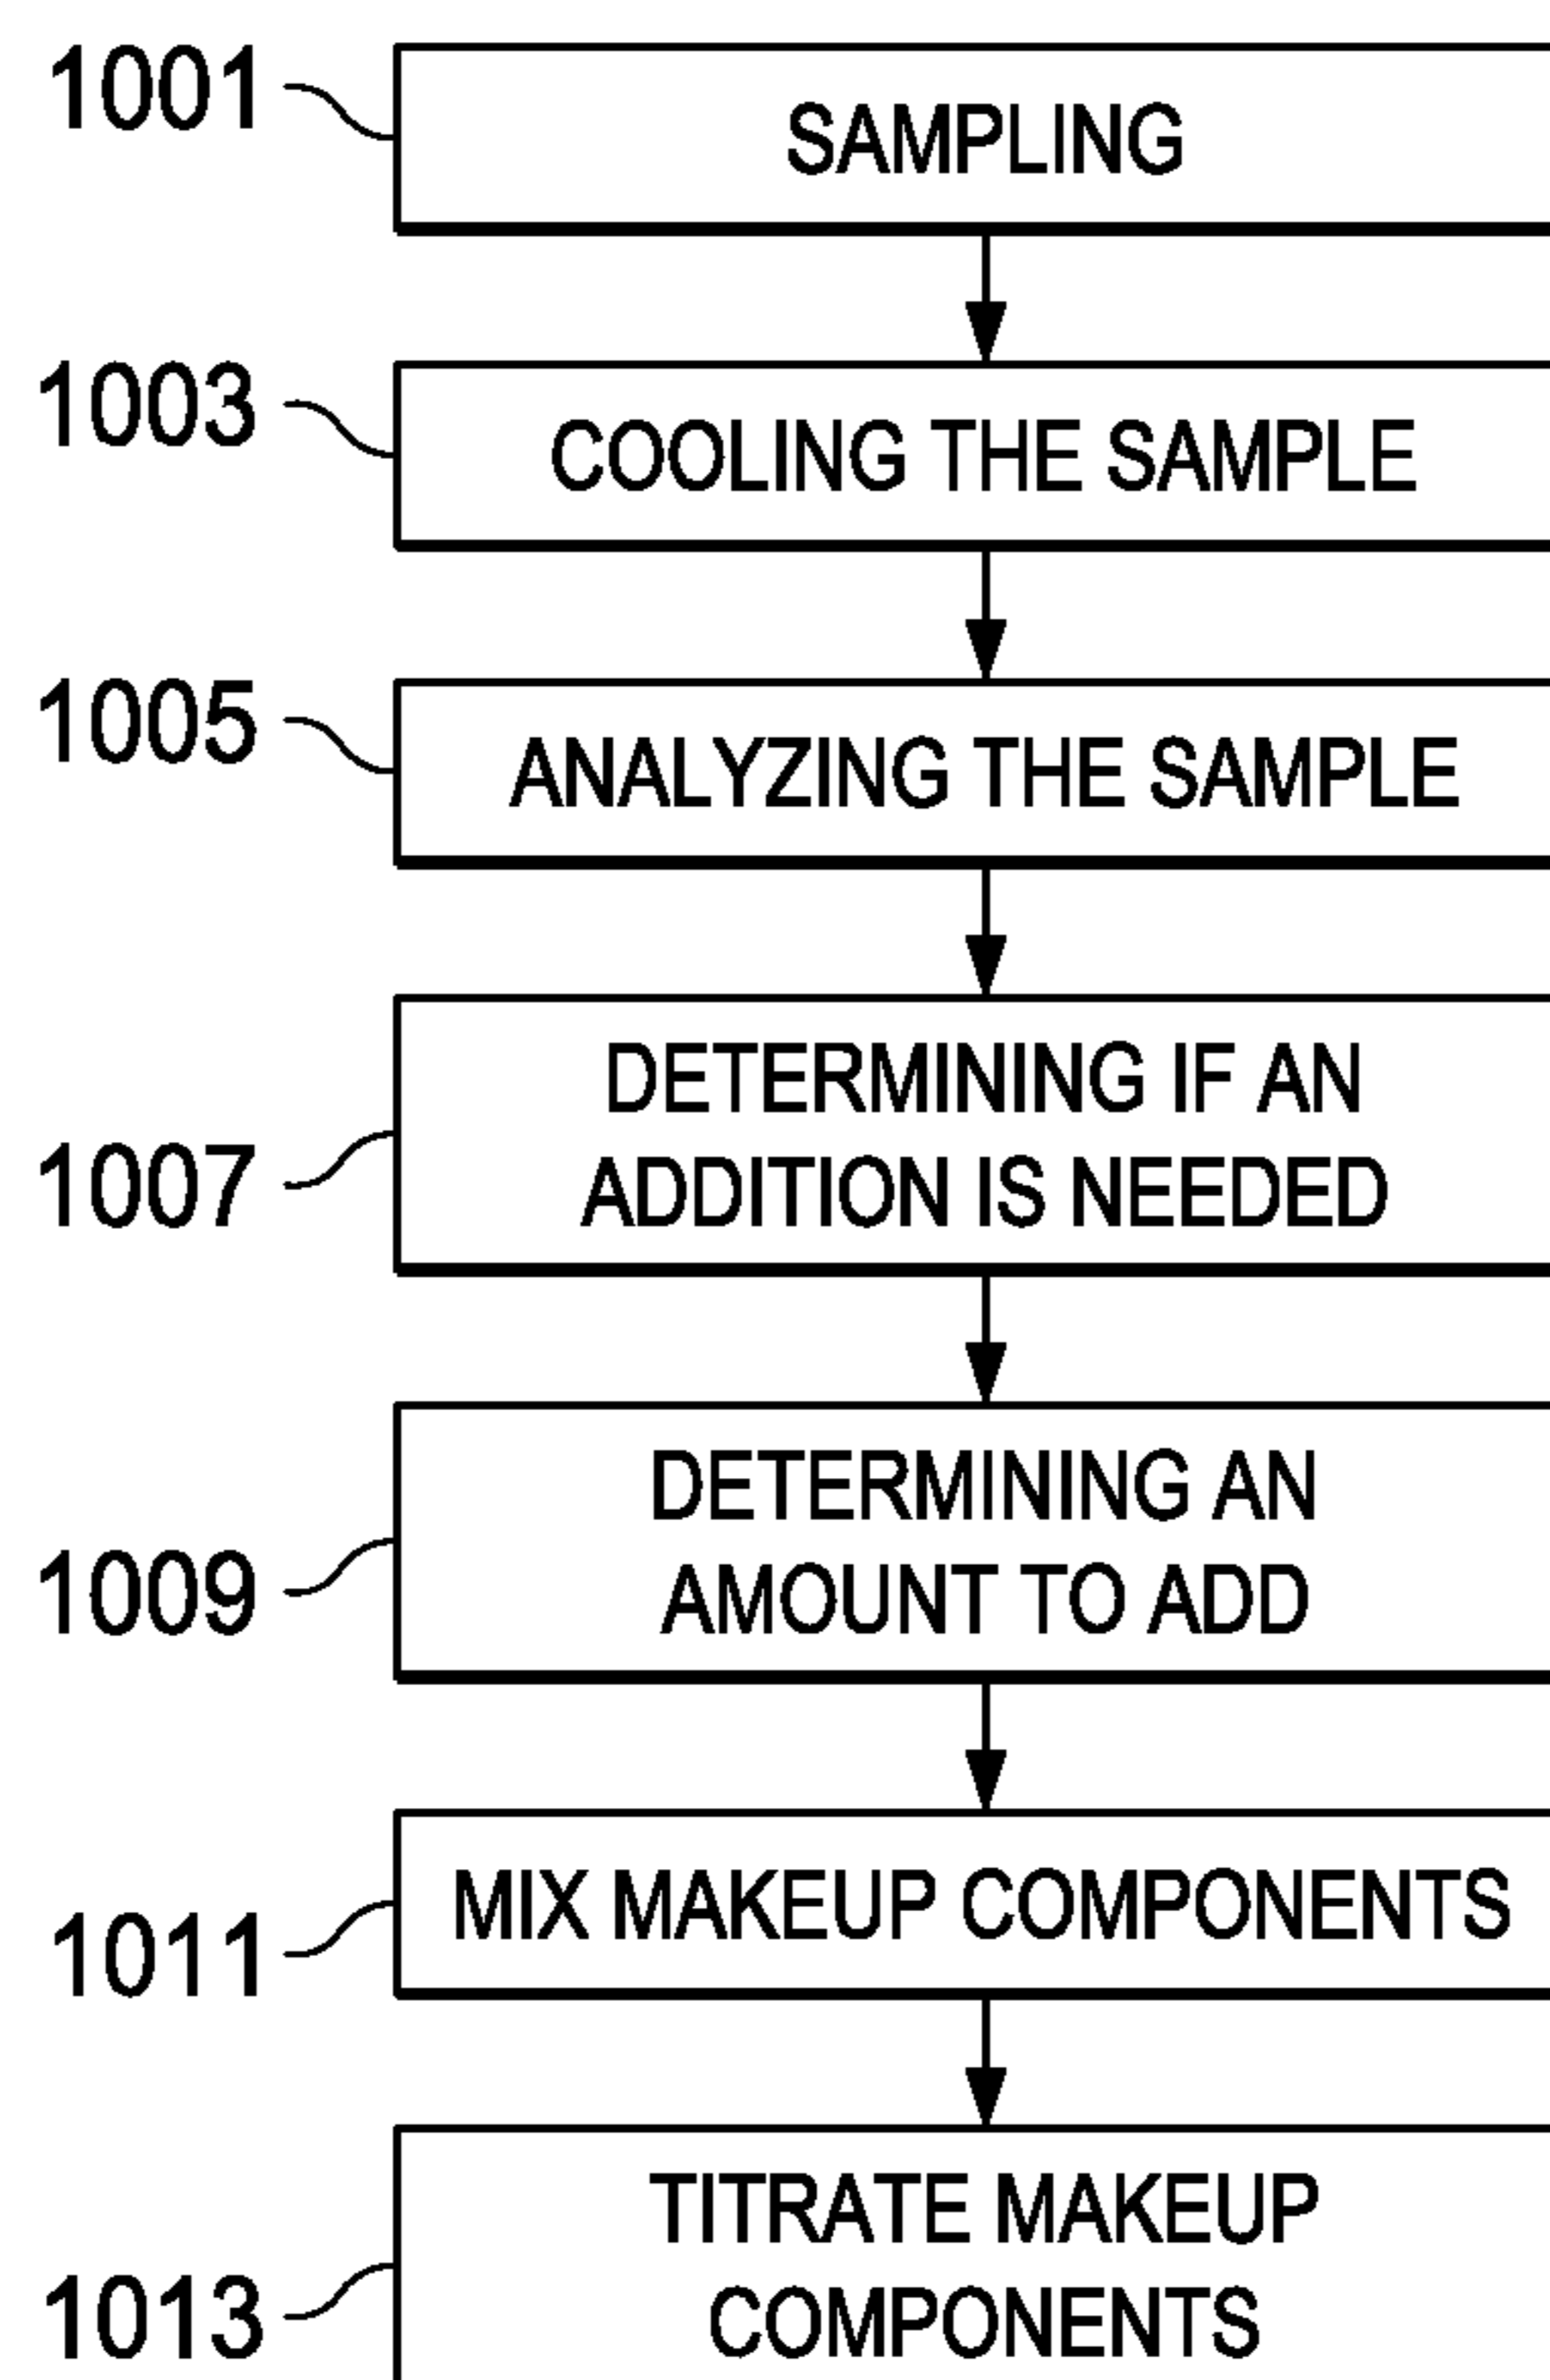 1001
SAMPLING
1003
COOLING THE SAMPLE
1005
ANALYZING THE SAMPLE
DETERMINING IF AN
1007
ADDITION IS NEEDED
DETERMINING AN
1009
AMOUNT TO ADD
1011
MIX MAKEUP COMPONENTS
TITRATE MAKEUP
1013
COMPONENTS